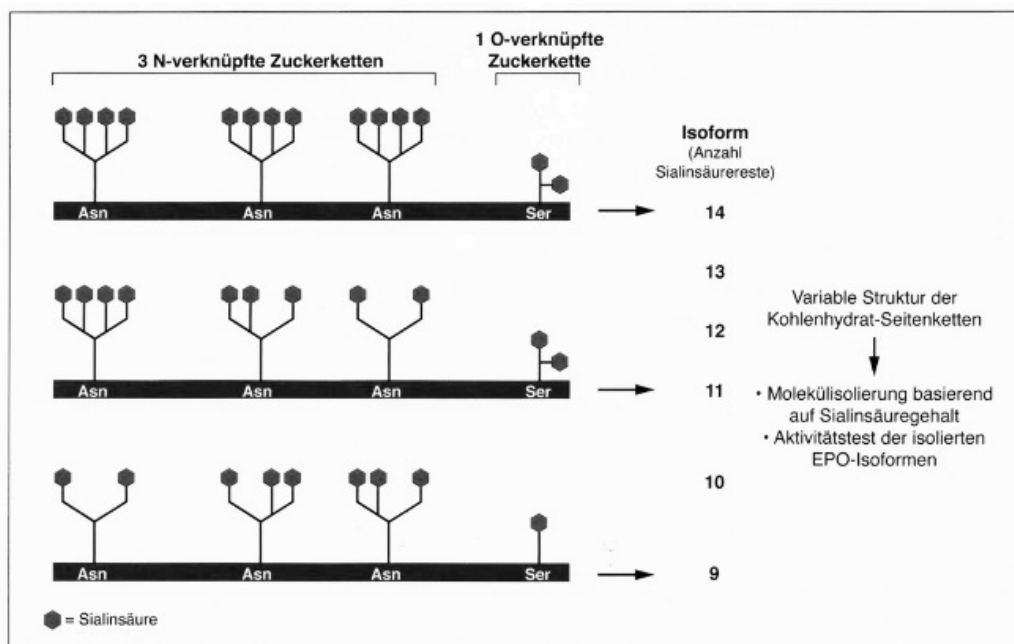 3 N-verknüpfte Zuckerketten
1 O-verknüpfte
Zuckerkette
Isoform
(Anzahl
Sialinsäurereste)
Asn Asn Asn Ser
14
13
12
Asn Asn Asn Ser
11
10
Asn Asn Asn Ser
9
Variable Struktur der
Kohlenhydrat-Seitenketten
• Molekülisolierung basierend
auf Sialinsäuregehalt
• Aktivitätstest der isolierten
EPO-Isoformen
= Sialinsäure